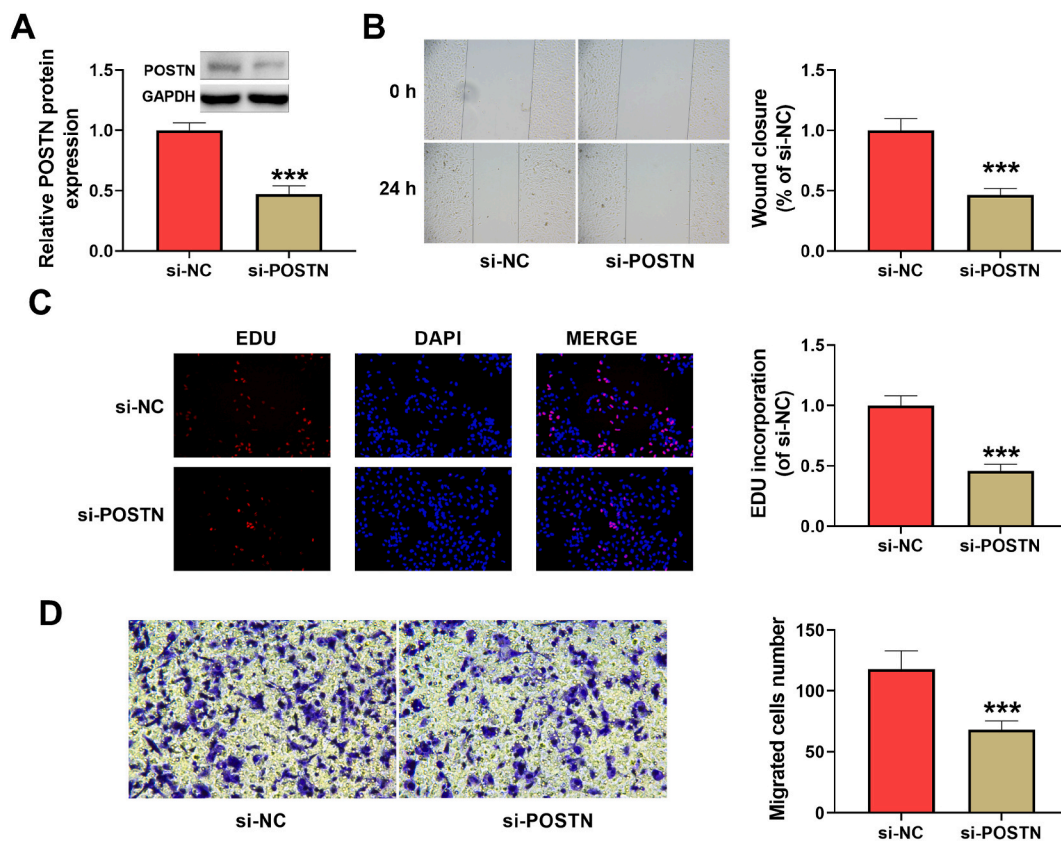 A
Relative POSTN protein
expression
1.5
1.0
0.5
0.0
POSTN
GAPDH
***
si-NC
si-POSTN
B
0 h
24 h
si-NC
si-POSTN
Wound closure
(% of si-NC)
1.5
1.0
0.5
0.0
***
si-NC
si-POSTN
C
EDU
DAPI
MERGE
si-NC
si-POSTN
EDU incorporation
(of si-NC)
1.5
1.0
0.5
0.0
***
si-NC
si-POSTN
D
si-NC
si-POSTN
Migrated cells number
150
100
50
0
***
si-NC
si-POSTN